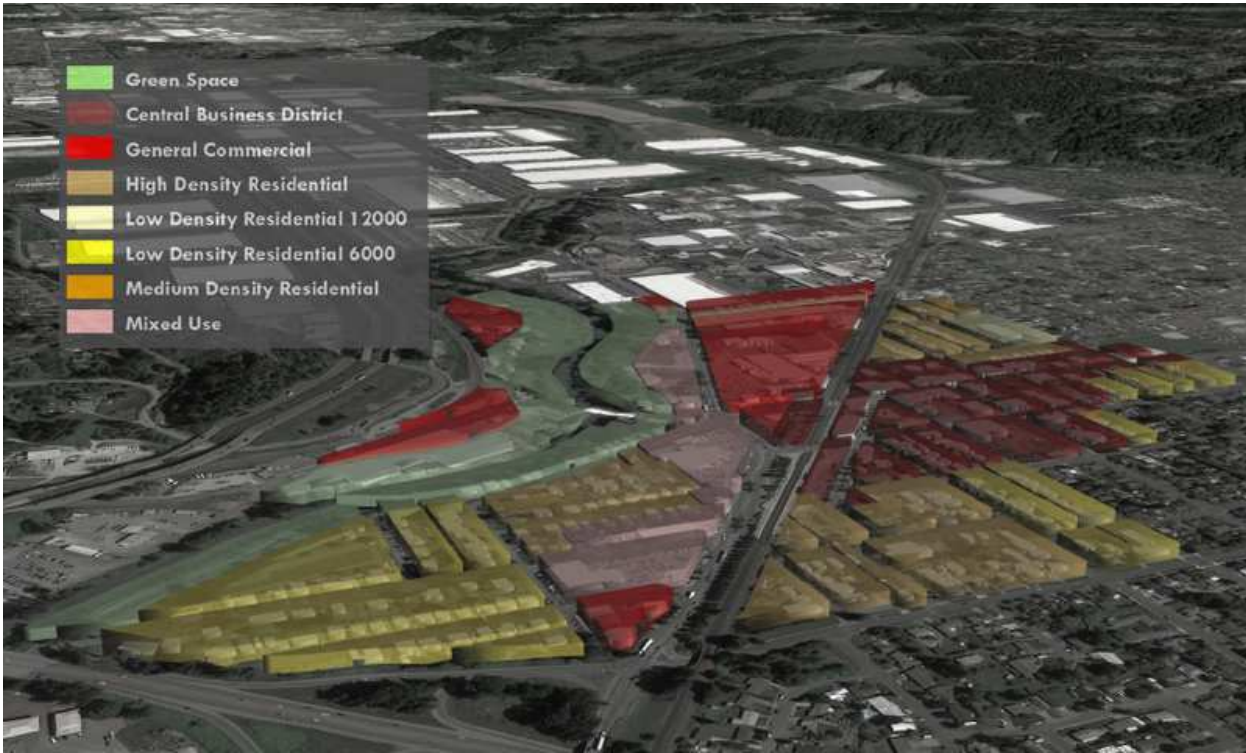 Green Space
Central Business District
General Commercial
High Density Residential
Low Density Residential 12000
Low Density Residential 6000
Medium Density Residential
Mixed Use